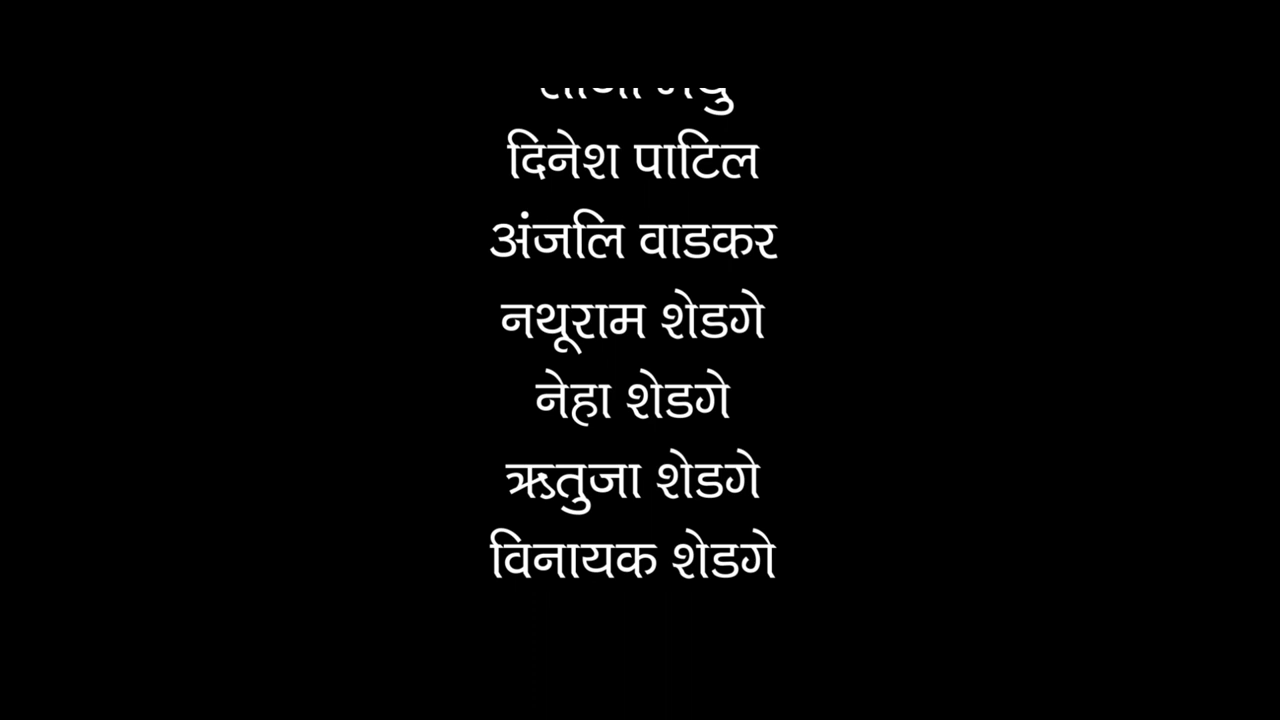 दिनेश पाटिल
अंजलि वाडकर
नथूराम शेडगे
नेहा शेडगे
ऋतुजा शेडगे
विनायक शेडगे